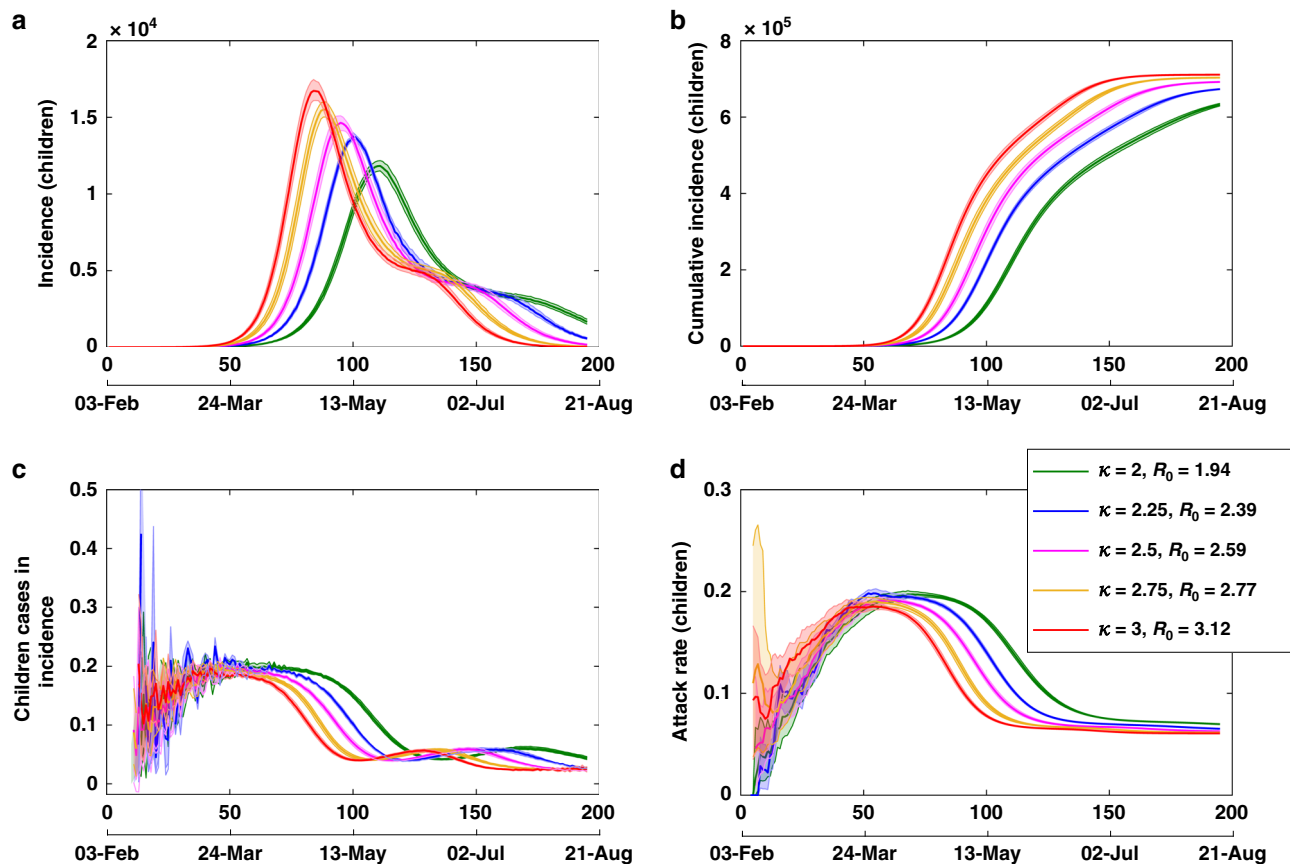 a
× 10⁴
Incidence (children)
2
1.5
1
0.5
0
0 50 100 150 200
03-Feb 24-Mar 13-May 02-Jul 21-Aug
b
× 10⁵
Cumulative incidence (children)
8
6
4
2
0
0 50 100 150 200
03-Feb 24-Mar 13-May 02-Jul 21-Aug
c
Children cases in
incidence
0.5
0.4
0.3
0.2
0.1
0
0 50 100 150 200
03-Feb 24-Mar 13-May 02-Jul 21-Aug
d
Attack rate (children)
0.3
0.2
0.1
0
0 50 100 150 200
03-Feb 24-Mar 13-May 02-Jul 21-Aug
κ = 2, R₀ = 1.94
κ = 2.25, R₀ = 2.39
κ = 2.5, R₀ = 2.59
κ = 2.75, R₀ = 2.77
κ = 3, R₀ = 3.12